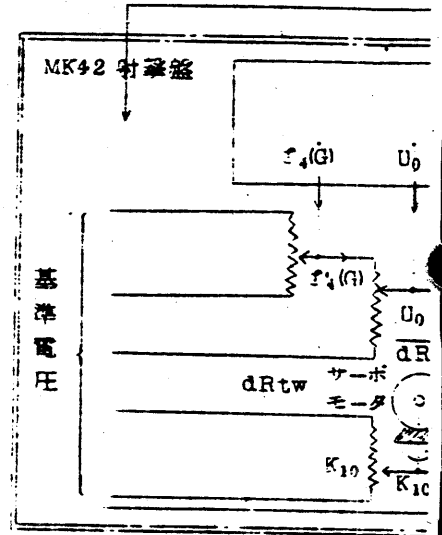 MK42 射撃盤
f₄(Ġ) U̇₀
f₄(G)
基準電圧
U₀
dR
dRtw サーボモータ
K₁₀ K₁₀